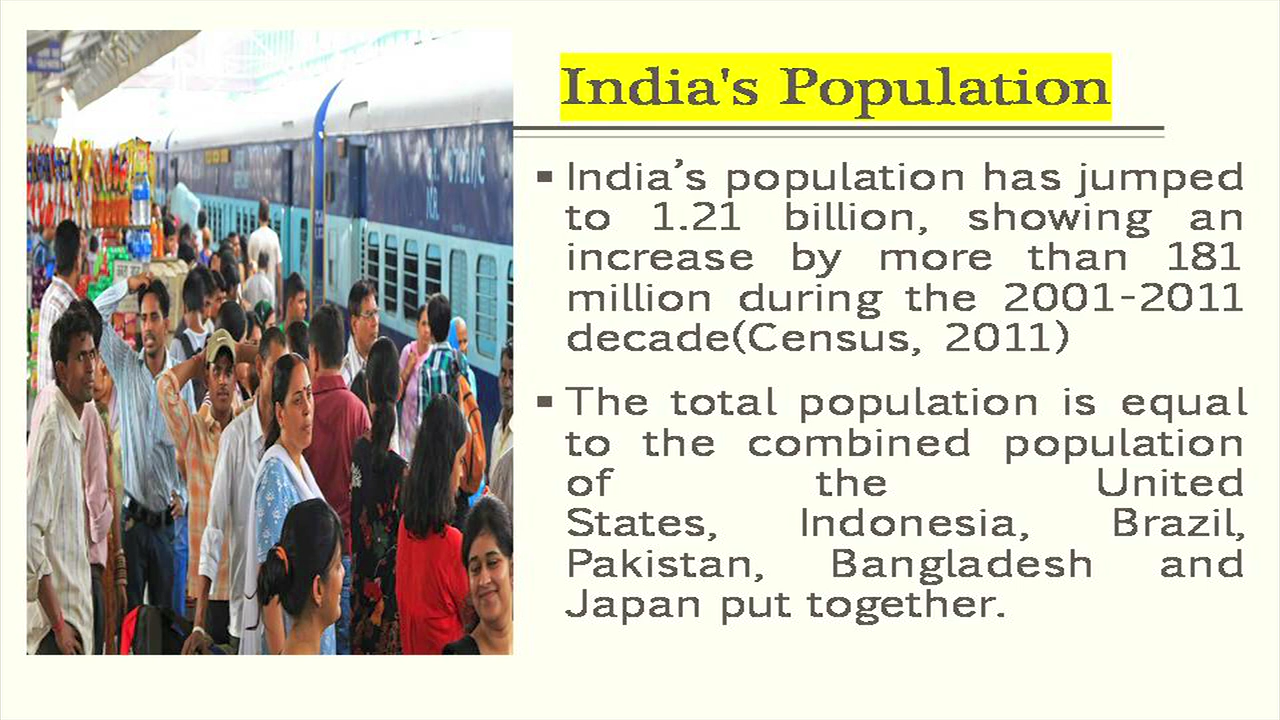 India's Population
▪ India’s population has jumped
to 1.21 billion, showing an
increase by more than 181
million during the 2001-2011
decade(Census, 2011)
▪ The total population is equal
to the combined population
of the United
States, Indonesia, Brazil,
Pakistan, Bangladesh and
Japan put together.